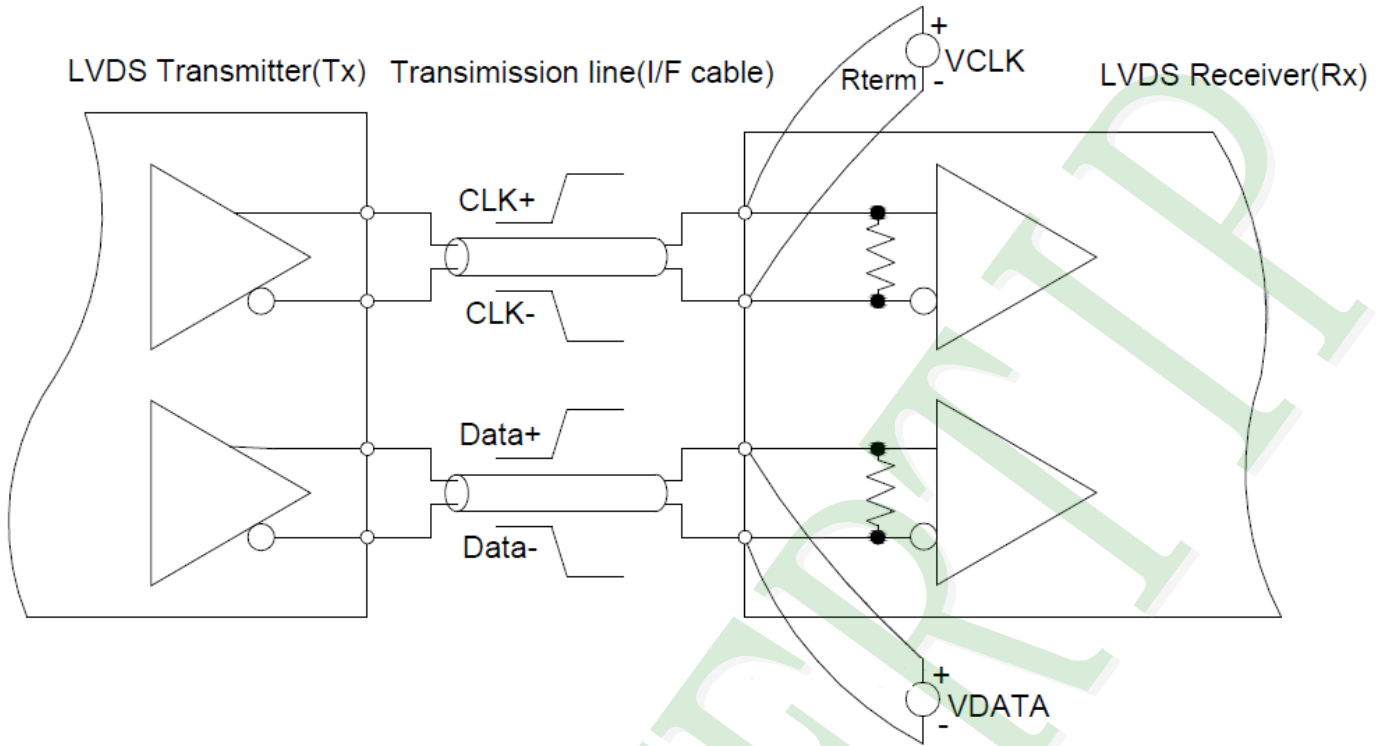 LVDS Transmitter(Tx)
Transimission line(I/F cable)
+
VCLK
Rterm
-
LVDS Receiver(Rx)
CLK+
CLK-
Data+
Data-
+
VDATA
-